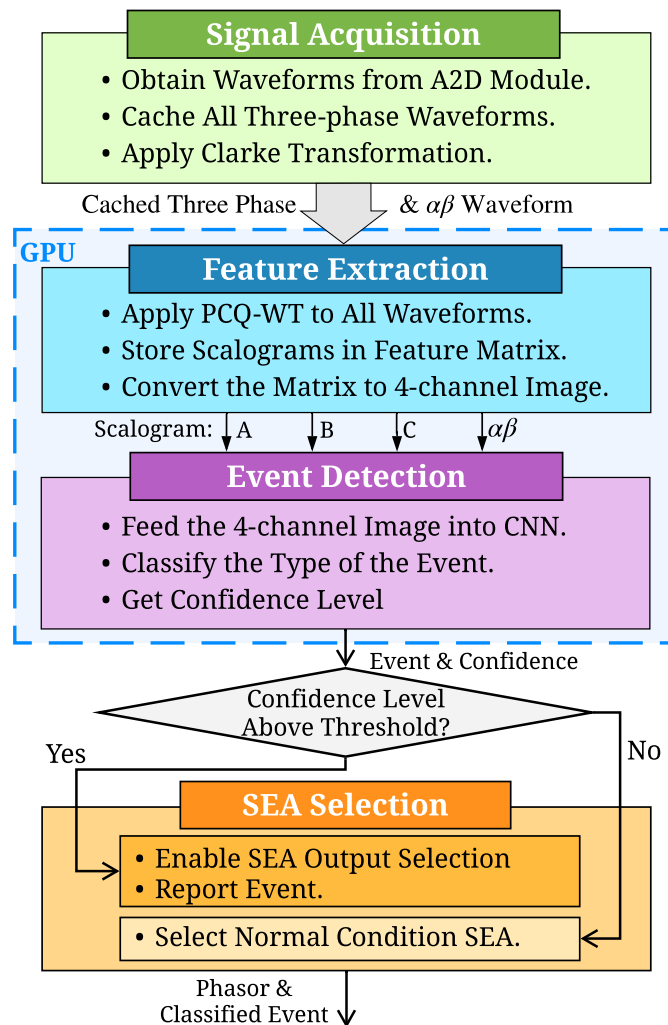 Signal Acquisition
• Obtain Waveforms from A2D Module.
• Cache All Three-phase Waveforms.
• Apply Clarke Transformation.
Cached Three Phase & αβ Waveform
GPU
Feature Extraction
• Apply PCQ-WT to All Waveforms.
• Store Scalograms in Feature Matrix.
• Convert the Matrix to 4-channel Image.
Scalogram: A B C αβ
Event Detection
• Feed the 4-channel Image into CNN.
• Classify the Type of the Event.
• Get Confidence Level
Event & Confidence
Confidence Level
Above Threshold?
Yes
No
SEA Selection
• Enable SEA Output Selection
• Report Event.
• Select Normal Condition SEA.
Phasor &
Classified Event